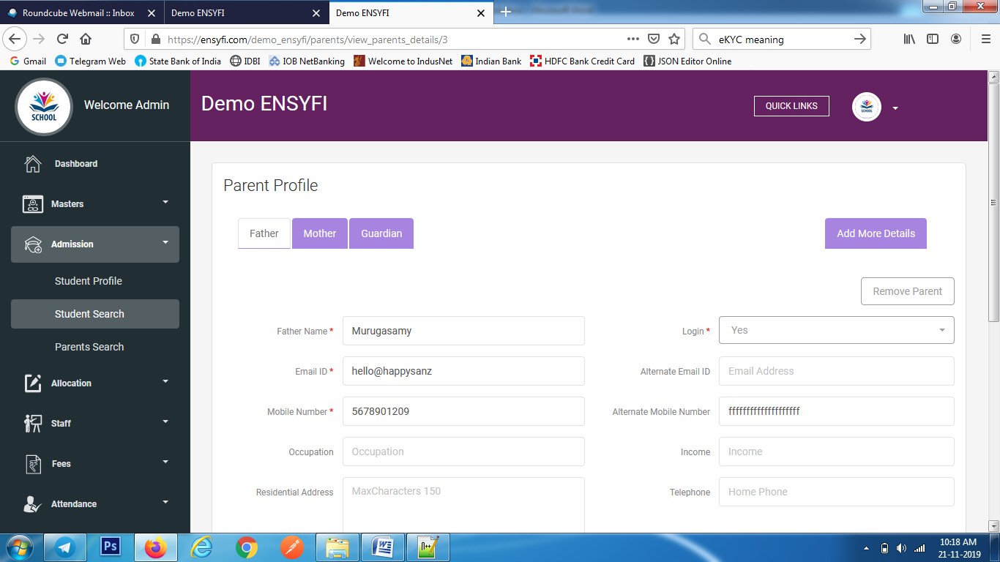 Roundcube Webmail :: Inbox
Demo ENSYFI
Demo ENSYFI
https://ensyfi.com/demo_ensyfi/parents/view_parents_details/3
eKYC meaning
Gmail
Telegram Web
State Bank of India
IDBI
IOB NetBanking
Welcome to IndusNet
Indian Bank
HDFC Bank Credit Card
JSON Editor Online
SCHOOL
Welcome Admin
Demo ENSYFI
QUICK LINKS
SCHOOL
Dashboard
Masters
Admission
Student Profile
Student Search
Parents Search
Allocation
Staff
Fees
Attendance
Parent Profile
Father
Mother
Guardian
Add More Details
Remove Parent
Father Name *
Murugasamy
Login *
Yes
Email ID *
hello@happysanz
Alternate Email ID
Email Address
Mobile Number *
5678901209
Alternate Mobile Number
ffffffffffffffffffff
Occupation
Occupation
Income
Income
Residential Address
MaxCharacters 150
Telephone
Home Phone
Ps
W
10:18 AM
21-11-2019